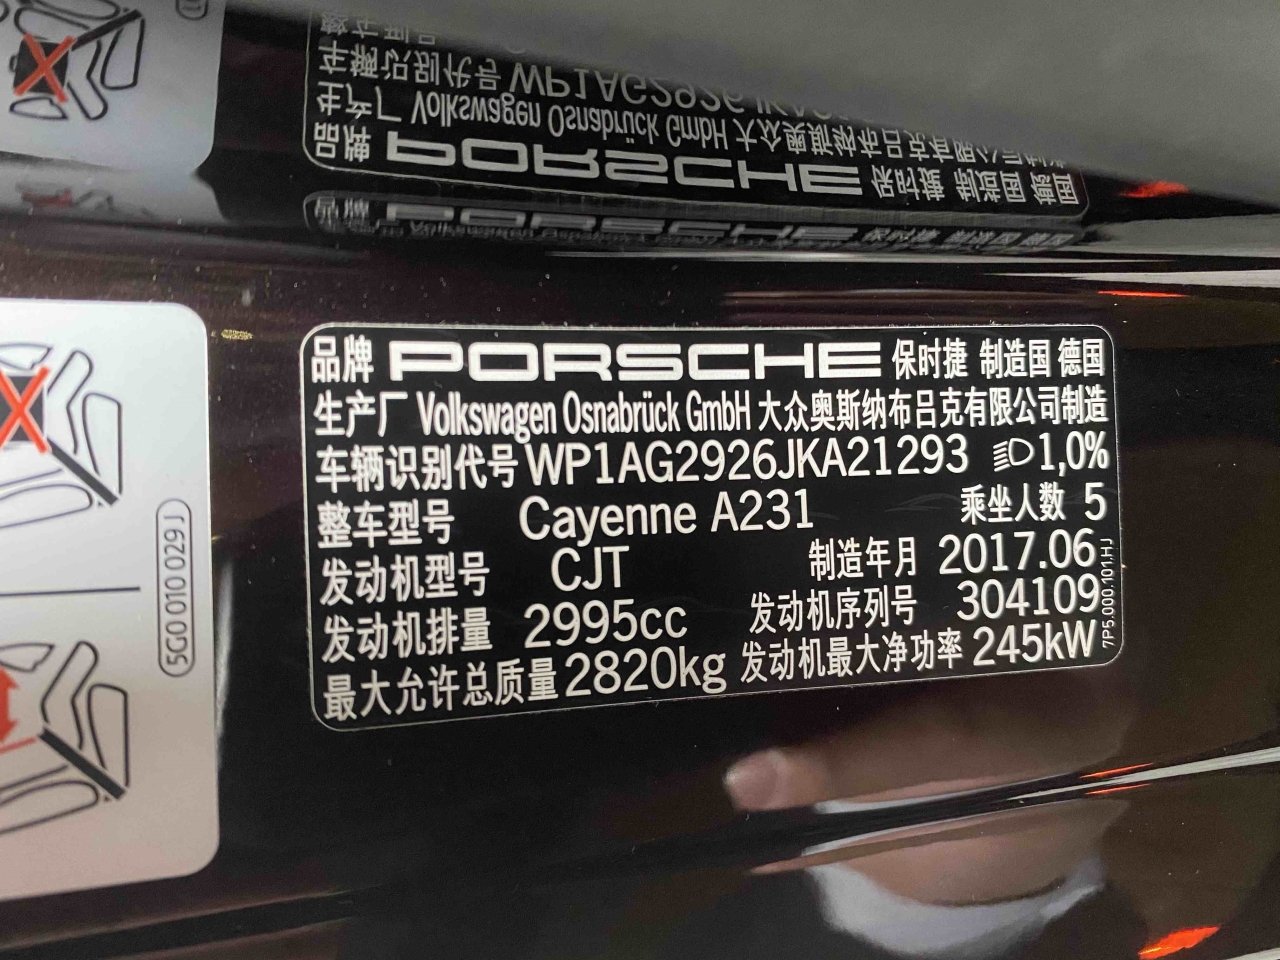 品牌 PORSCHE 保时捷 制造国 德国
生产厂 Volkswagen Osnabrück GmbH 大众奥斯纳布吕克有限公司制造
车辆识别代号 WP1AG2926JKA21293 1,0%
整车型号 Cayenne A231 乘坐人数 5
发动机型号 CJT 制造年月 2017.06
发动机排量 2995cc 发动机序列号 304109
最大允许总质量 2820kg 发动机最大净功率 245kW
7P5.000.101.HJ
5G0 010 029 J